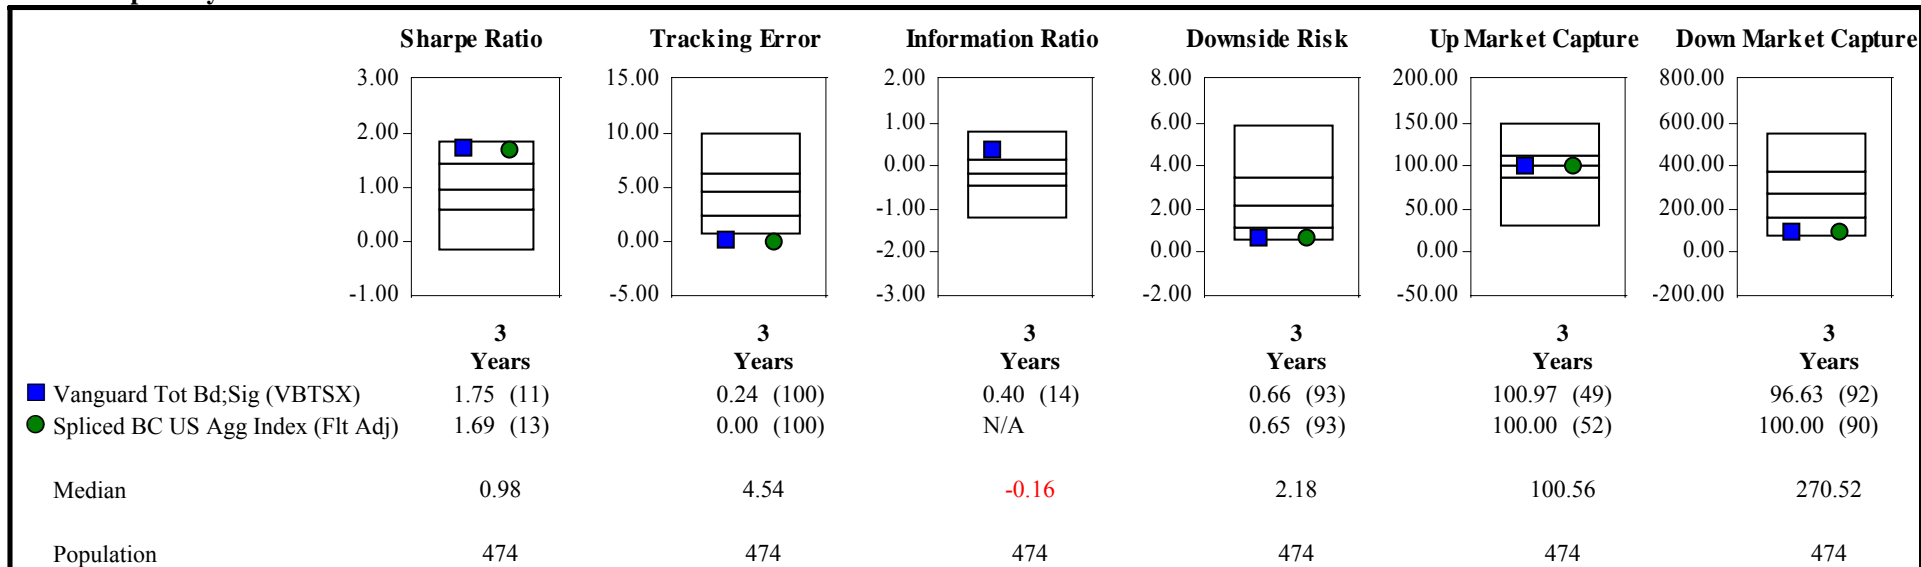 Sharpe Ratio Tracking Error Information Ratio Downside Risk Up Market Capture Down Market Capture
3.00 15.00 2.00 8.00 200.00 800.00
2.00 10.00 1.00 6.00 150.00 600.00
1.00 5.00 0.00 4.00 100.00 400.00
0.00 0.00 -1.00 2.00 50.00 200.00
-2.00 0.00 0.00 0.00
-1.00 -5.00 -3.00 -2.00 -50.00 -200.00
3 3 3 3 3 3
Years Years Years Years Years Years
Vanguard Tot Bd;Sig (VBTSX) 1.75 (11) 0.24 (100) 0.40 (14) 0.66 (93) 100.97 (49) 96.63 (92)
Spliced BC US Agg Index (Flt Adj) 1.69 (13) 0.00 (100) N/A 0.65 (93) 100.00 (52) 100.00 (90)
Median 0.98 4.54 -0.16 2.18 100.56 270.52
Population 474 474 474 474 474 474